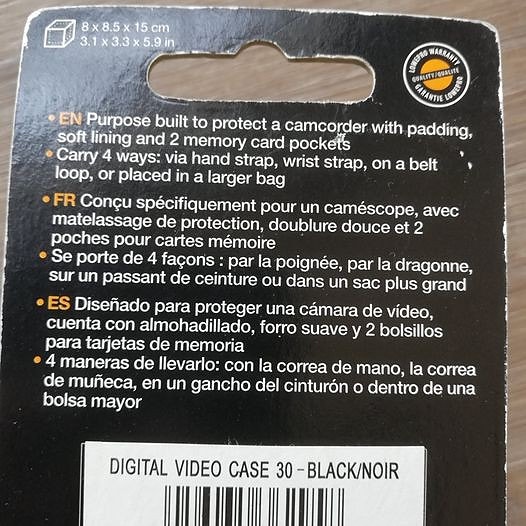 8 x 8.5 x 15 cm
3.1 x 3.3 x 5.9 in
LOWEPRO WARRANTY
QUALITY/QUALITÉ
GARANTIE LOWEPRO
• EN Purpose built to protect a camcorder with padding,
soft lining and 2 memory card pockets
• Carry 4 ways: via hand strap, wrist strap, on a belt
loop, or placed in a larger bag
• FR Conçu spécifiquement pour un caméscope, avec
matelassage de protection, doublure douce et 2
poches pour cartes mémoire
• Se porte de 4 façons : par la poignée, par la dragonne,
sur un passant de ceinture ou dans un sac plus grand
• ES Diseñado para proteger una cámara de vídeo,
cuenta con almohadillado, forro suave y 2 bolsillos
para tarjetas de memoria
• 4 maneras de llevarlo: con la correa de mano, la correa
de muñeca, en un gancho del cinturón o dentro de una
bolsa mayor
DIGITAL VIDEO CASE 30-BLACK/NOIR